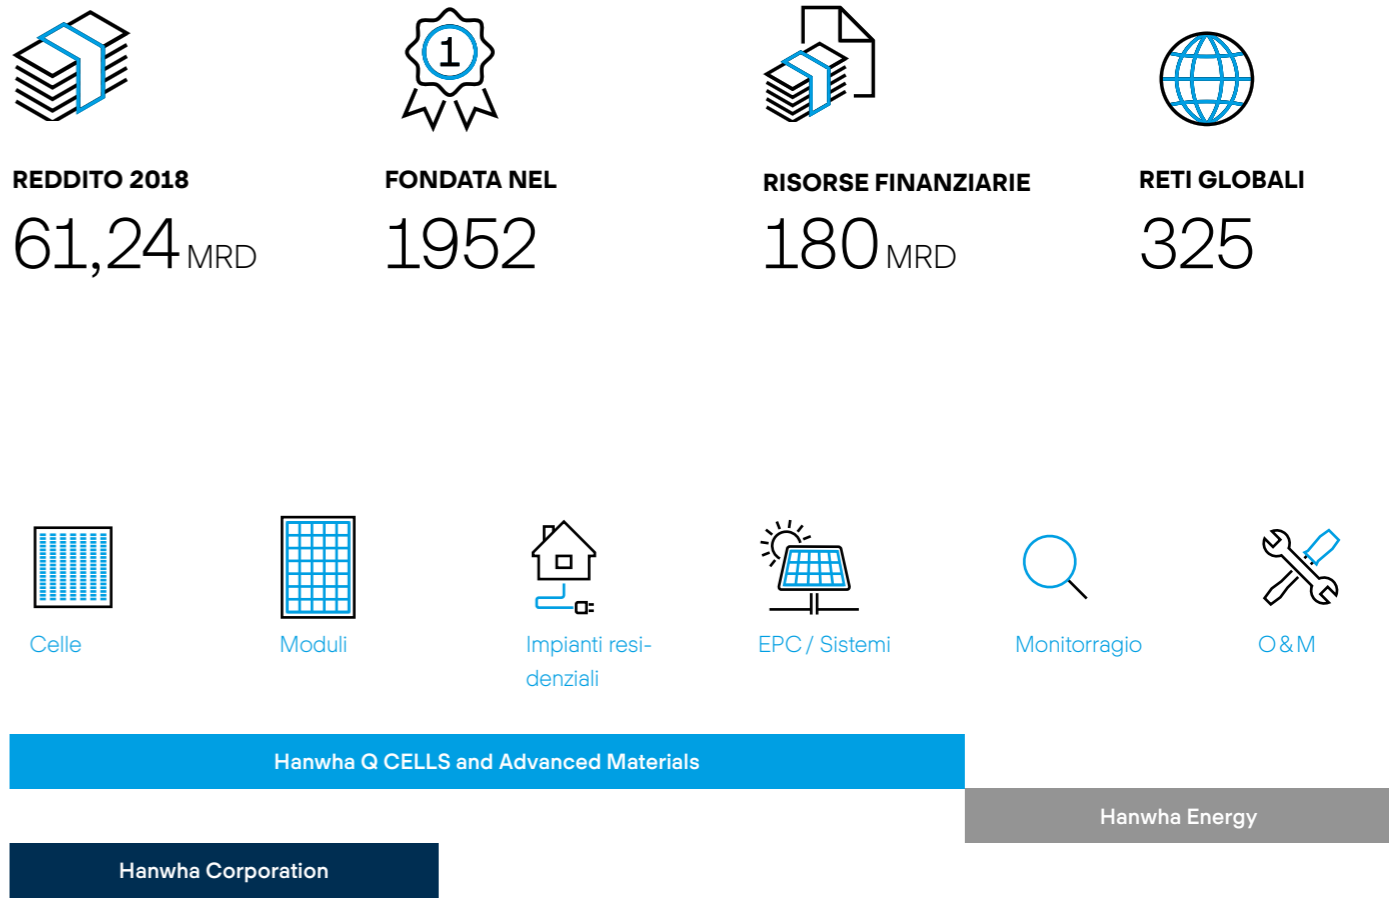 1
REDDITO 2018
61,24 MRD
FONDATA NEL
1952
RISORSE FINANZIARIE
180 MRD
RETI GLOBALI
325
Celle
Moduli
Impianti resi-
denziali
EPC / Sistemi
Monitorragio
O & M
Hanwha Q CELLS and Advanced Materials
Hanwha Energy
Hanwha Corporation